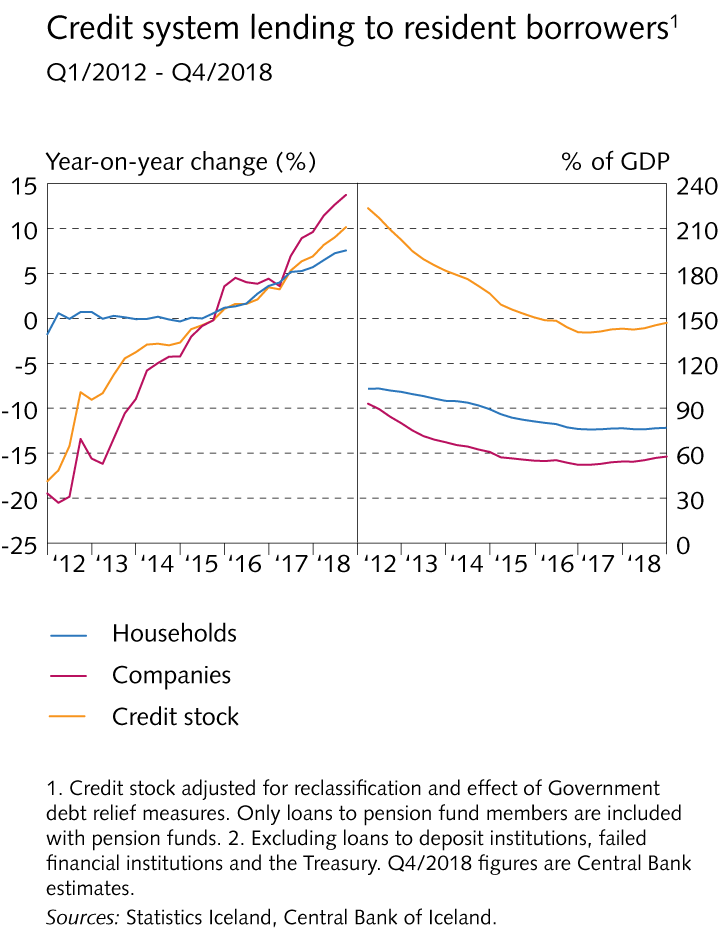 Credit system lending to resident borrowers¹
Q1/2012 - Q4/2018
Year-on-year change (%)
% of GDP
15
10
5
0
-5
-10
-15
-20
-25
240
210
180
150
120
90
60
30
0
‘12 ‘13 ‘14 ‘15 ‘16 ‘17 ‘18
‘12 ‘13 ‘14 ‘15 ‘16 ‘17 ‘18
Households
Companies
Credit stock
1. Credit stock adjusted for reclassification and effect of Government
debt relief measures. Only loans to pension fund members are included
with pension funds. 2. Excluding loans to deposit institutions, failed
financial institutions and the Treasury. Q4/2018 figures are Central Bank
estimates.
Sources: Statistics Iceland, Central Bank of Iceland.